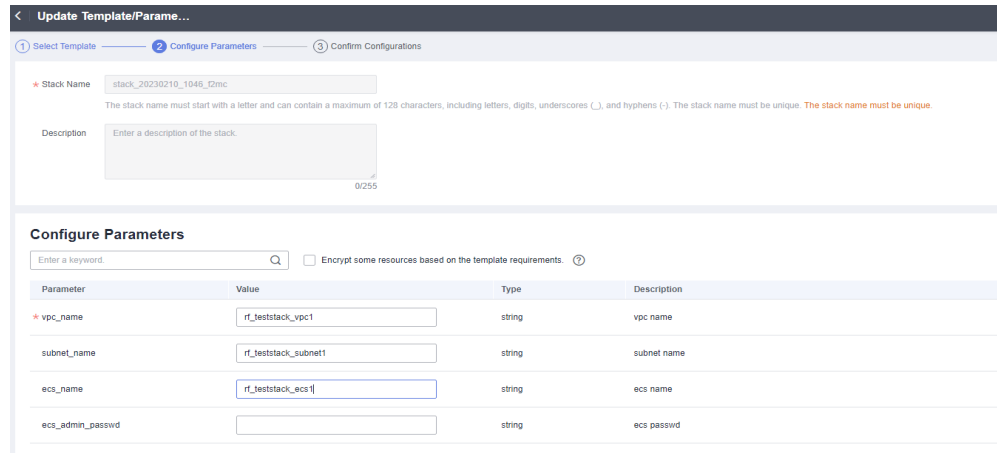 < Update Template/Parame...
1 Select Template 2 Configure Parameters 3 Confirm Configurations
* Stack Name stack_20230210_1046_f2mc
The stack name must start with a letter and can contain a maximum of 128 characters, including letters, digits, underscores (_), and hyphens (-). The stack name must be unique. The stack name must be unique.
Description Enter a description of the stack.
0/255
Configure Parameters
Enter a keyword. Encrypt some resources based on the template requirements. ?
Parameter Value Type Description
* vpc_name rf_teststack_vpc1 string vpc name
subnet_name rf_teststack_subnet1 string subnet name
ecs_name rf_teststack_ecs1 string ecs name
ecs_admin_passwd string ecs passwd